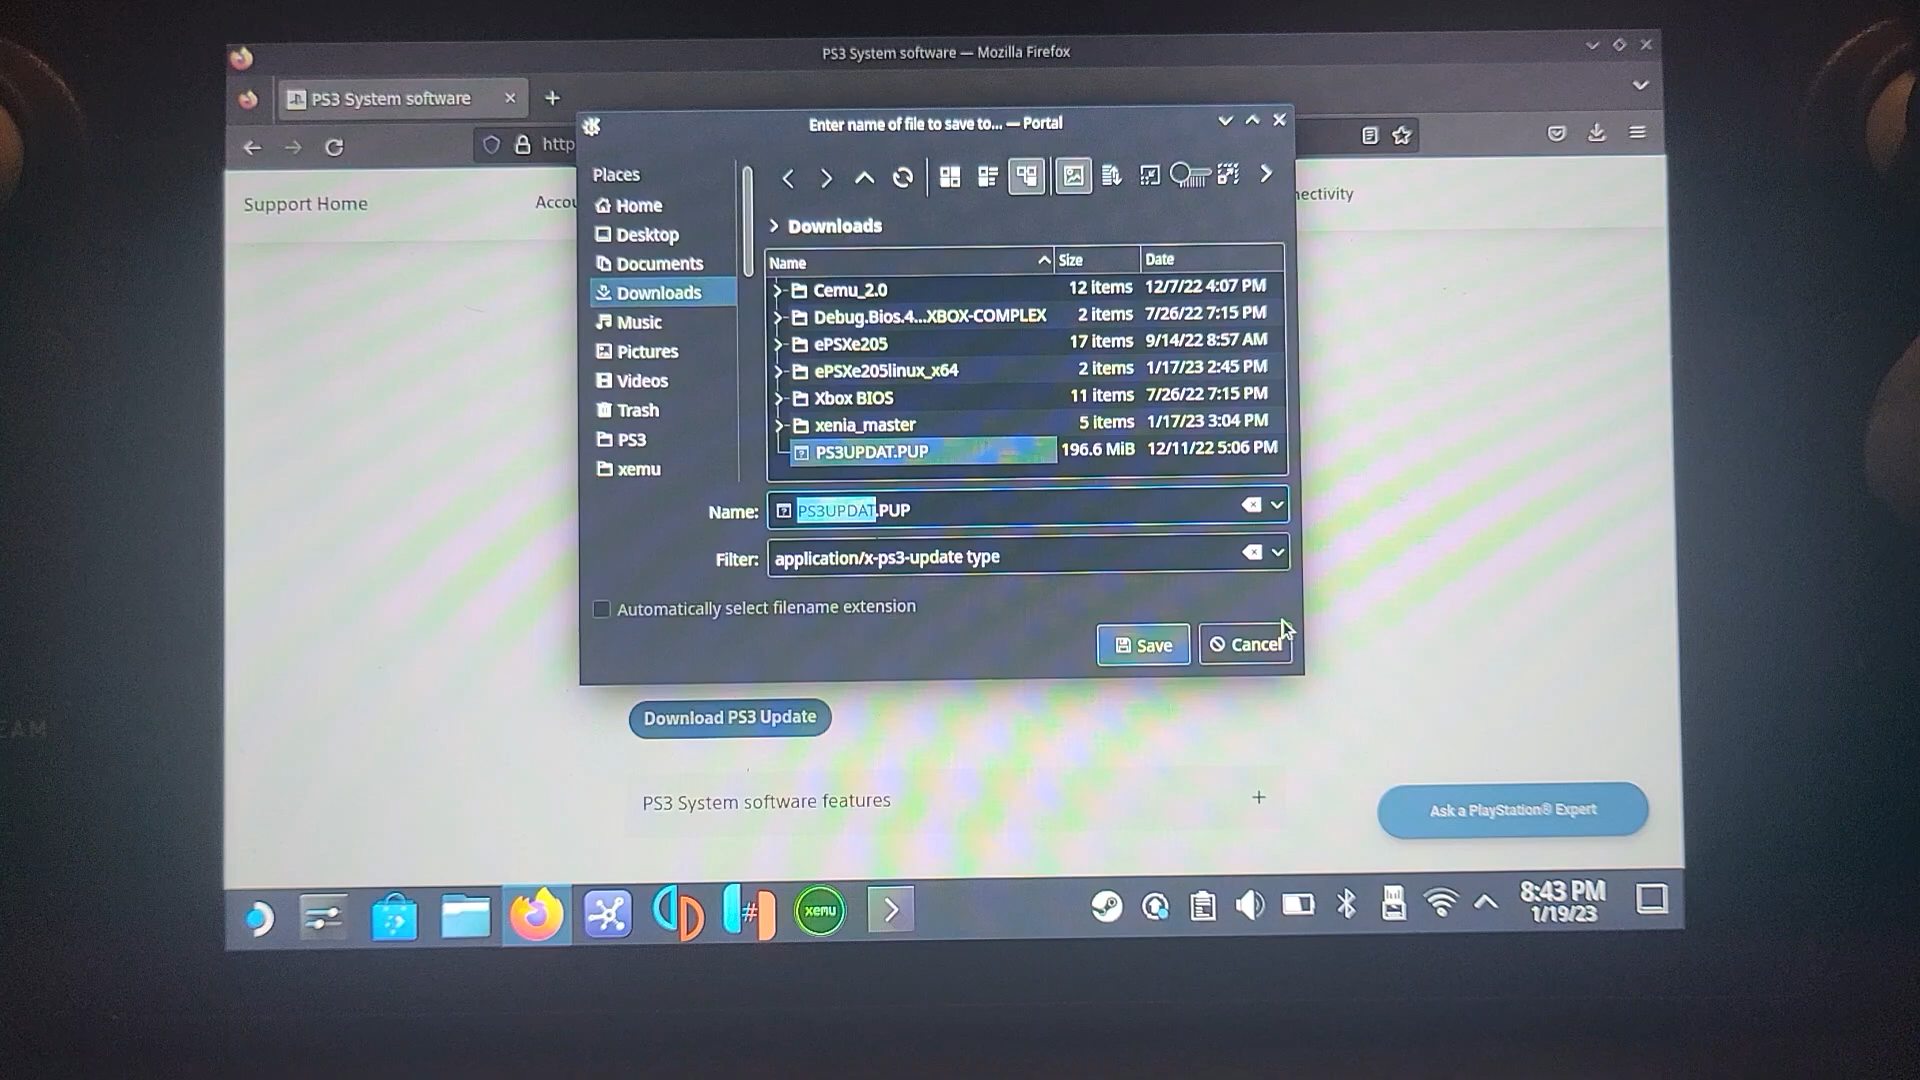 PS3 System software — Mozilla Firefox
PS3 System software
http
Enter name of file to save to... — Portal
Support Home
Accou
nectivity
Places
Home
Desktop
Documents
Downloads
Music
Pictures
Videos
Trash
PS3
xemu
Downloads
Name Size Date
Cemu_2.0 12 items 12/7/22 4:07 PM
Debug.Bios.4...XBOX-COMPLEX 2 items 7/26/22 7:15 PM
ePSXe205 17 items 9/14/22 8:57 AM
ePSXe205linux_x64 2 items 1/17/23 2:45 PM
Xbox BIOS 11 items 7/26/22 7:15 PM
xenia_master 5 items 1/17/23 3:04 PM
PS3UPDAT.PUP 196.6 MiB 12/11/22 5:06 PM
Name: PS3UPDAT.PUP
Filter: application/x-ps3-update type
Automatically select filename extension
Save
Cancel
Download PS3 Update
PS3 System software features
Ask a PlayStation® Expert
EAM
xemu
8:43 PM
1/19/23